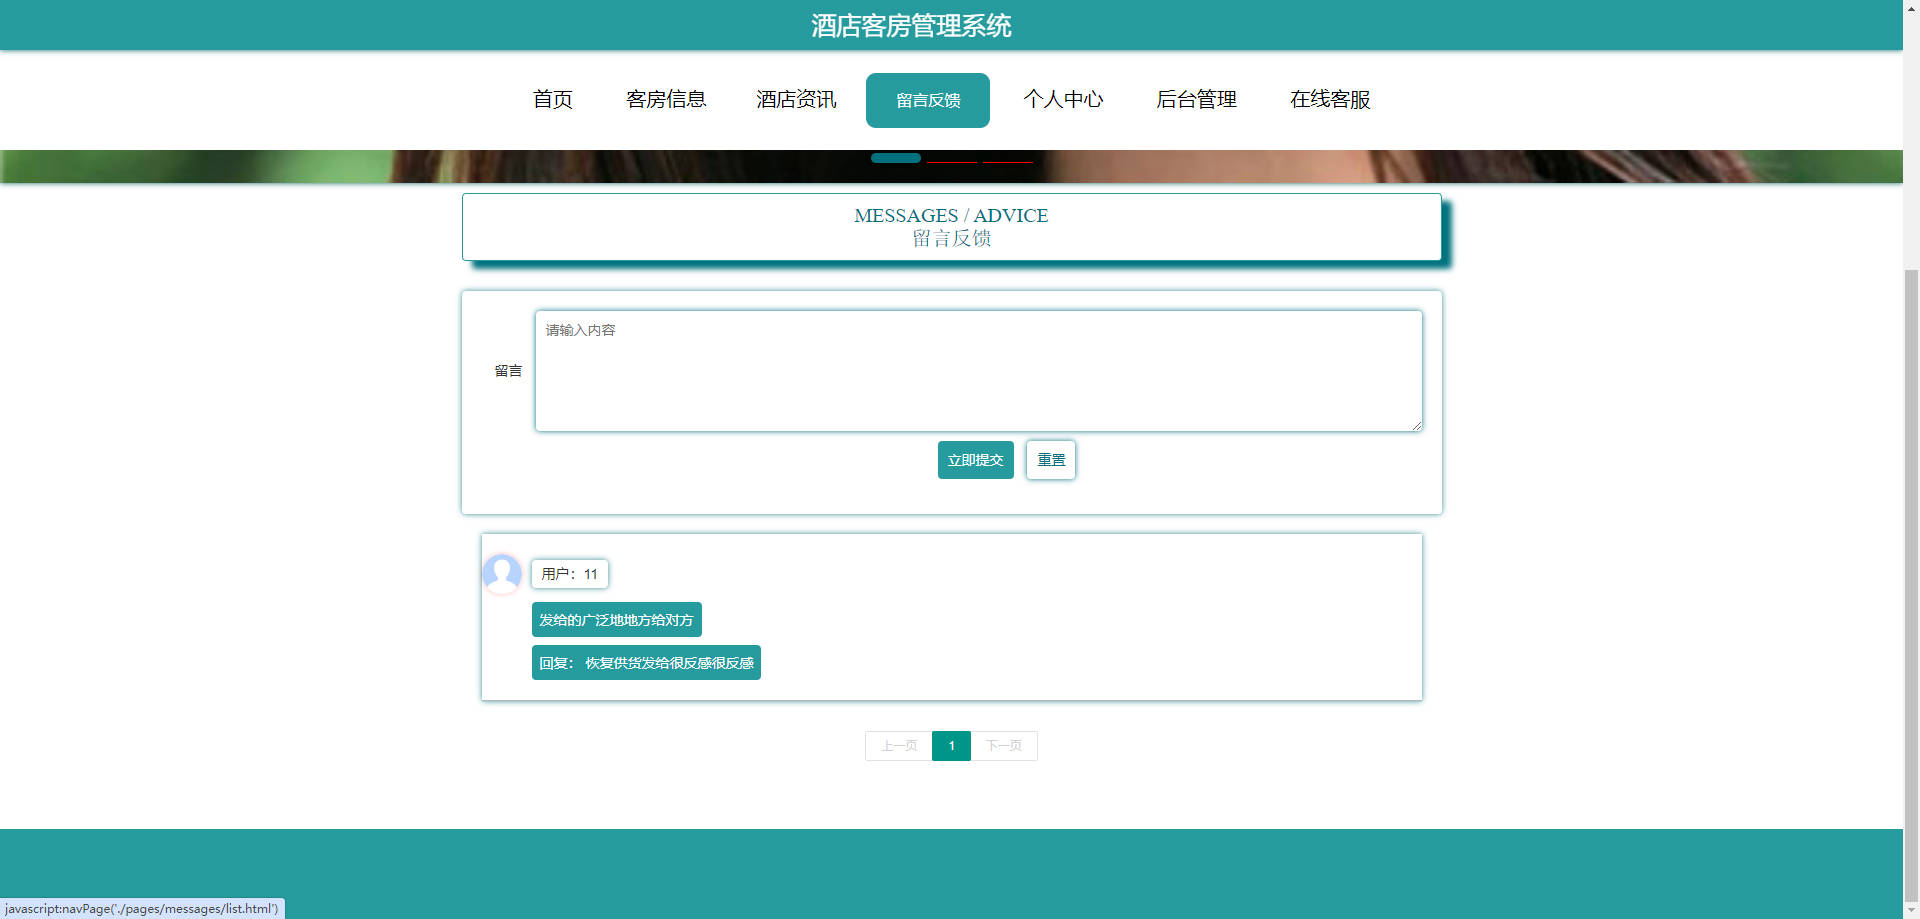 酒店客房管理系统
首页 客房信息 酒店资讯 留言反馈 个人中心 后台管理 在线客服
MESSAGES / ADVICE
留言反馈
请输入内容
留言
立即提交 重置
用户：11
发给的广泛地地方给对方
回复： 恢复供货发给很反感很反感
上一页 1 下一页
javascript:navPage('./pages/messages/list.html')